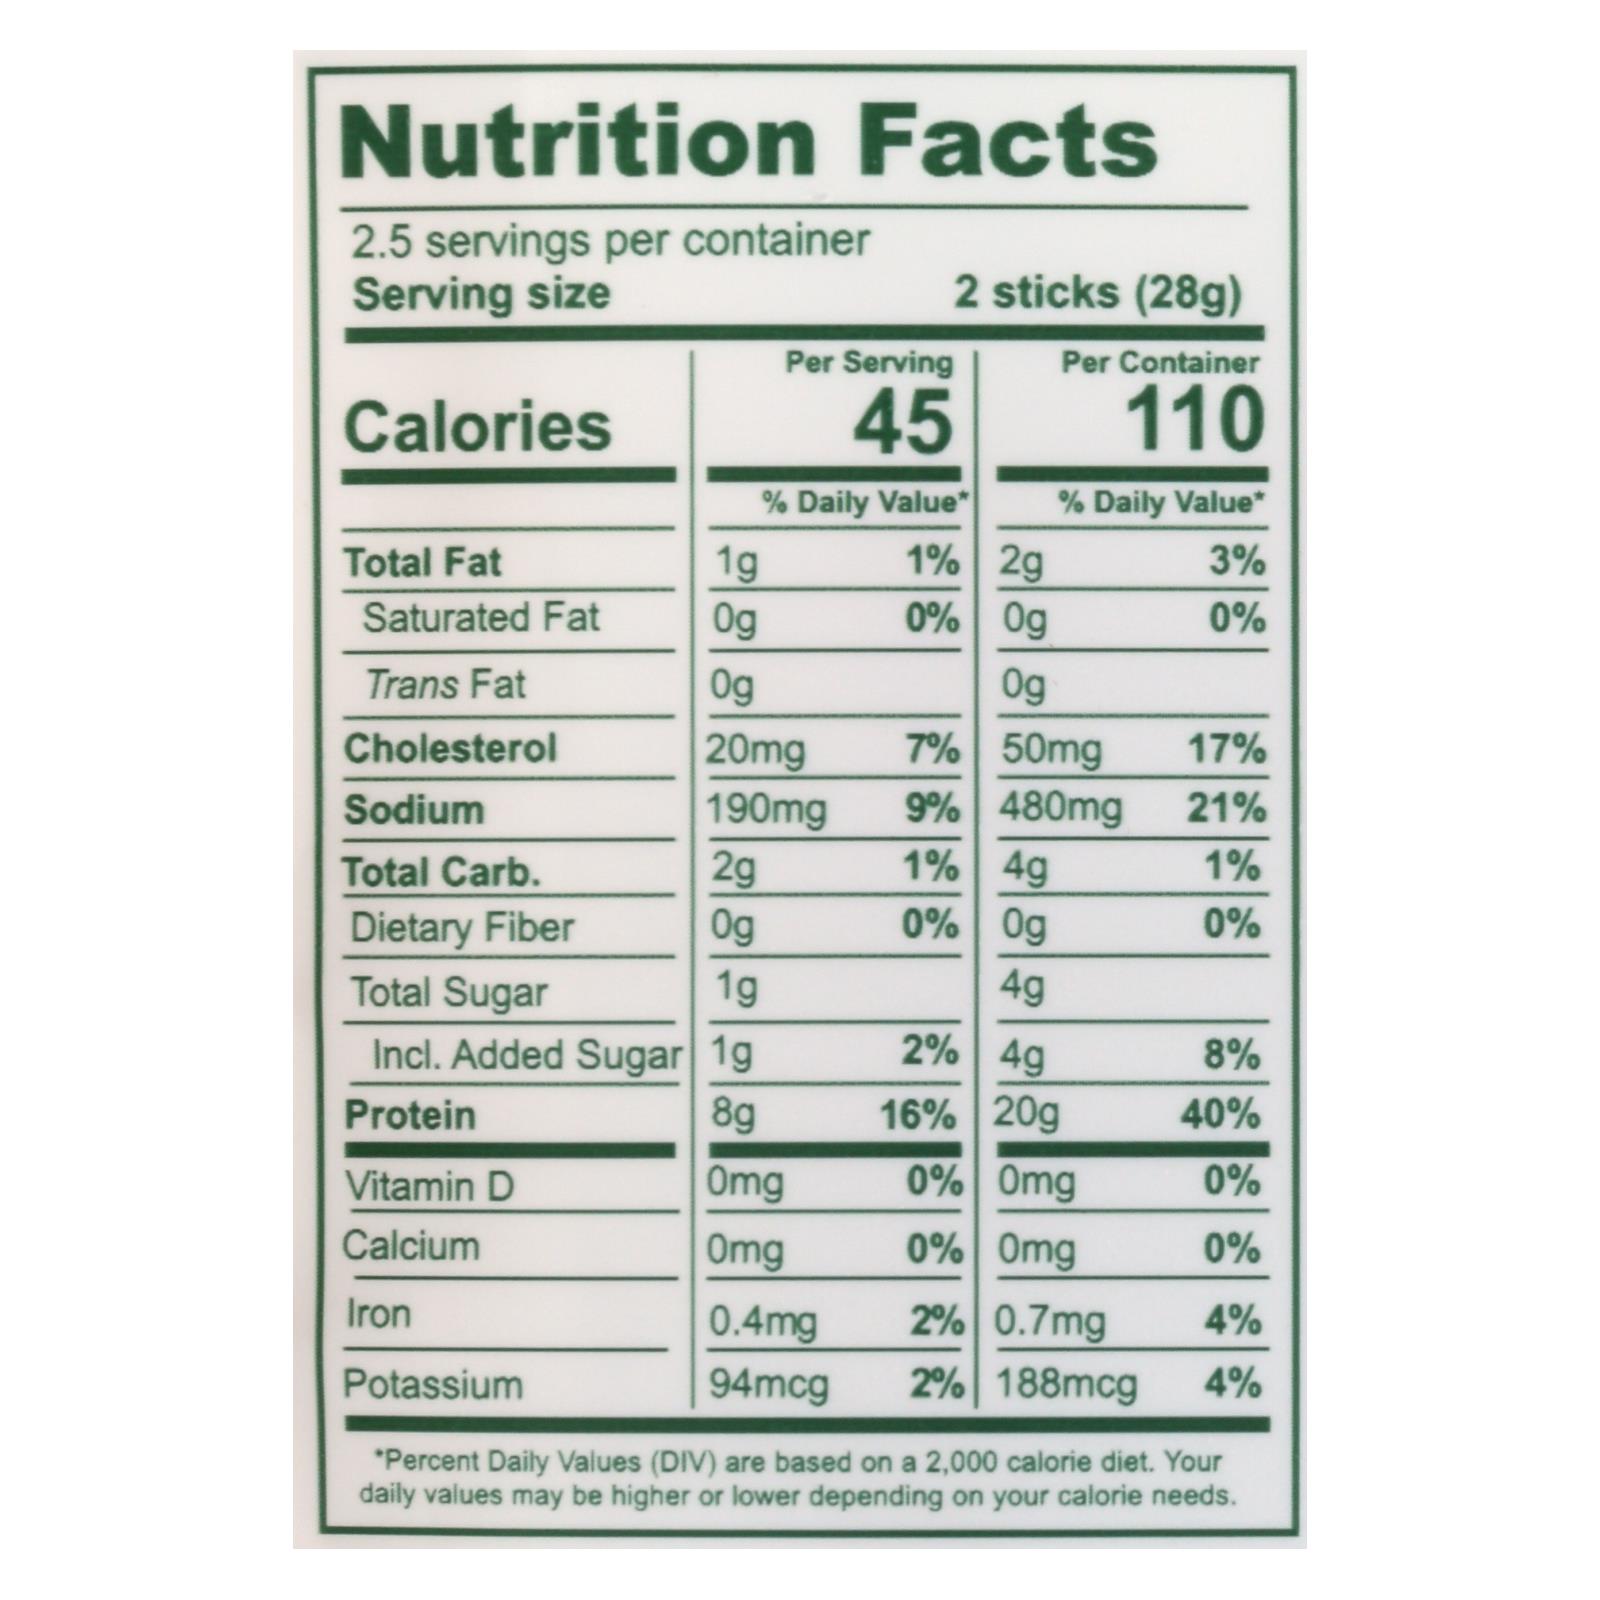 Nutrition Facts
2.5 servings per container
Serving size 2 sticks (28g)
Per Serving Per Container
Calories 45 110
% Daily Value* % Daily Value*
Total Fat 1g 1% 2g 3%
Saturated Fat 0g 0% 0g 0%
Trans Fat 0g 0g
Cholesterol 20mg 7% 50mg 17%
Sodium 190mg 9% 480mg 21%
Total Carb. 2g 1% 4g 1%
Dietary Fiber 0g 0% 0g 0%
Total Sugar 1g 4g
Incl. Added Sugar 1g 2% 4g 8%
Protein 8g 16% 20g 40%
Vitamin D 0mg 0% 0mg 0%
Calcium 0mg 0% 0mg 0%
Iron 0.4mg 2% 0.7mg 4%
Potassium 94mcg 2% 188mcg 4%
*Percent Daily Values (DIV) are based on a 2,000 calorie diet. Your
daily values may be higher or lower depending on your calorie needs.